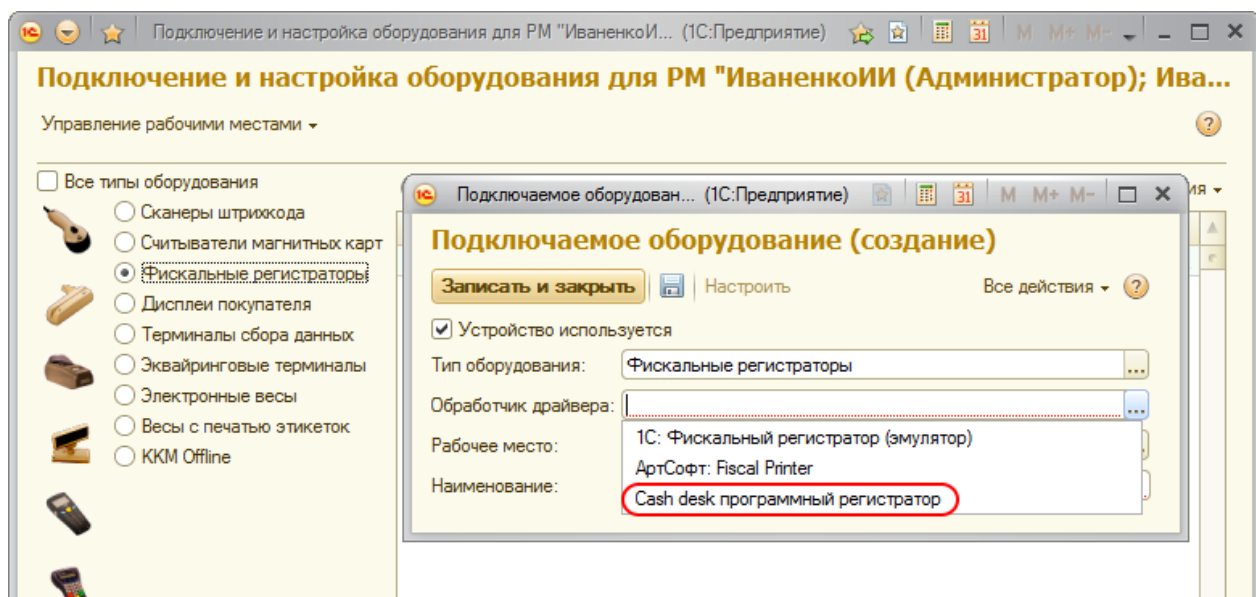 Подключение и настройка оборудования для РМ "ИваненкоИ... (1С:Предприятие)
31 M M+ M-
Подключение и настройка оборудования для РМ "ИваненкоИИ (Администратор); Ива...
Управление рабочими местами
?
Все типы оборудования
Сканеры штрихкода
Считыватели магнитных карт
Фискальные регистраторы
Дисплеи покупателя
Терминалы сбора данных
Эквайринговые терминалы
Электронные весы
Весы с печатью этикеток
ККМ Offline
ия
Подключаемое оборудован... (1С:Предприятие)
31 M M+ M-
Подключаемое оборудование (создание)
Записать и закрыть Настроить Все действия ?
Устройство используется
Тип оборудования: Фискальные регистраторы ...
Обработчик драйвера: ...
1С: Фискальный регистратор (эмулятор)
Рабочее место:
АртСофт: Fiscal Printer
Наименование:
Cash desk программный регистратор